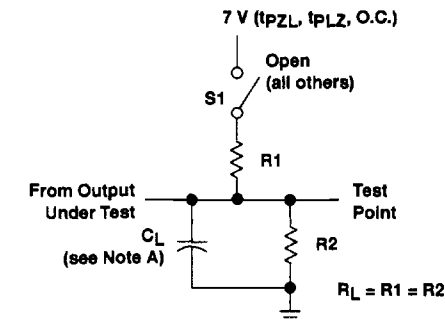 7 V (tPZL, tPLZ, O.C.)
Open
(all others)
S1
R1
From Output
Under Test
Test
Point
CL
(see Note A)
R2
RL = R1 = R2